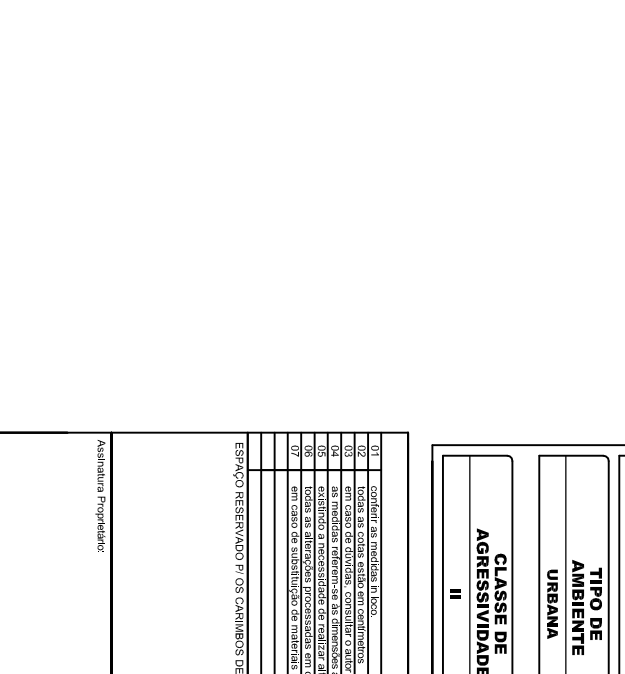 TIPO DE
AMBIENTE
URBANA
CLASSE DE
AGRESSIVIDADE
II
01 conferir as medidas in loco.
02 todas as cotas estão em centímetros
03 em caso de dúvidas, consultar o autor
04 as medidas referem-se às dimensões
05 existindo a necessidade de realizar
06 todas as alterações processadas em
07 em caso de substituição de materiais
ESPAÇO RESERVADO P/ OS CARIMBOS DE
Assinatura Proprietário: